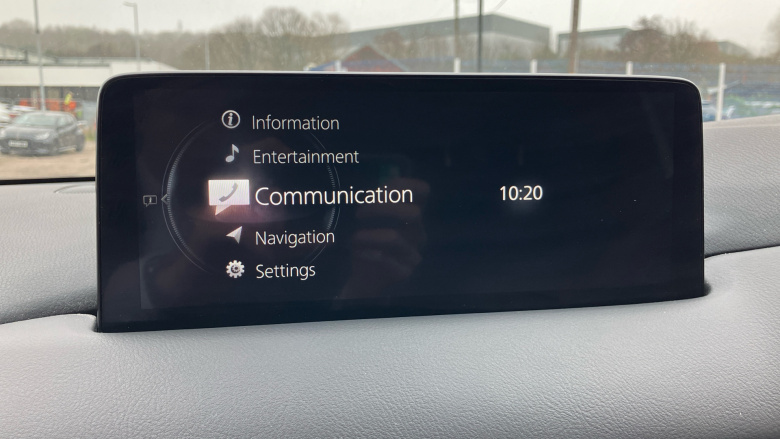 Information
Entertainment
Communication 10:20
Navigation
Settings